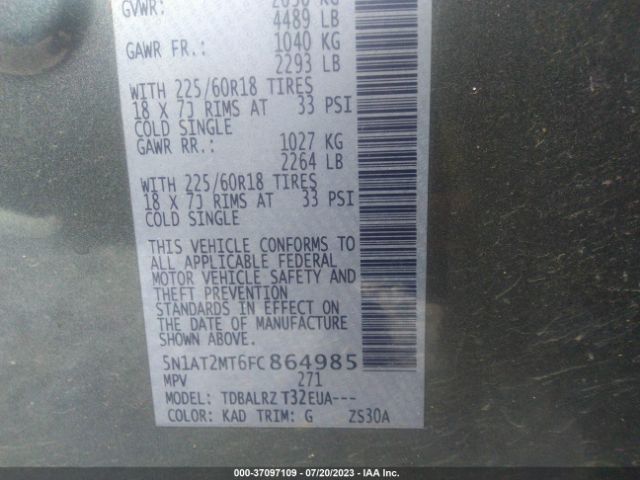 GVWR: 2036 KG
4489 LB
GAWR FR.: 1040 KG
2293 LB
WITH 225/60R18 TIRES
18 X 7J RIMS AT 33 PSI
COLD SINGLE
GAWR RR.: 1027 KG
2264 LB
WITH 225/60R18 TIRES
18 X 7J RIMS AT 33 PSI
COLD SINGLE
THIS VEHICLE CONFORMS TO
ALL APPLICABLE FEDERAL
MOTOR VEHICLE SAFETY AND
THEFT PREVENTION
STANDARDS IN EFFECT ON
THE DATE OF MANUFACTURE
SHOWN ABOVE.
5N1AT2MT6FC864985
MPV 271
MODEL: TDBALRZ T32EUA---
COLOR: KAD TRIM: G ZS30A
000-37097109 - 07/20/2023 - IAA Inc.